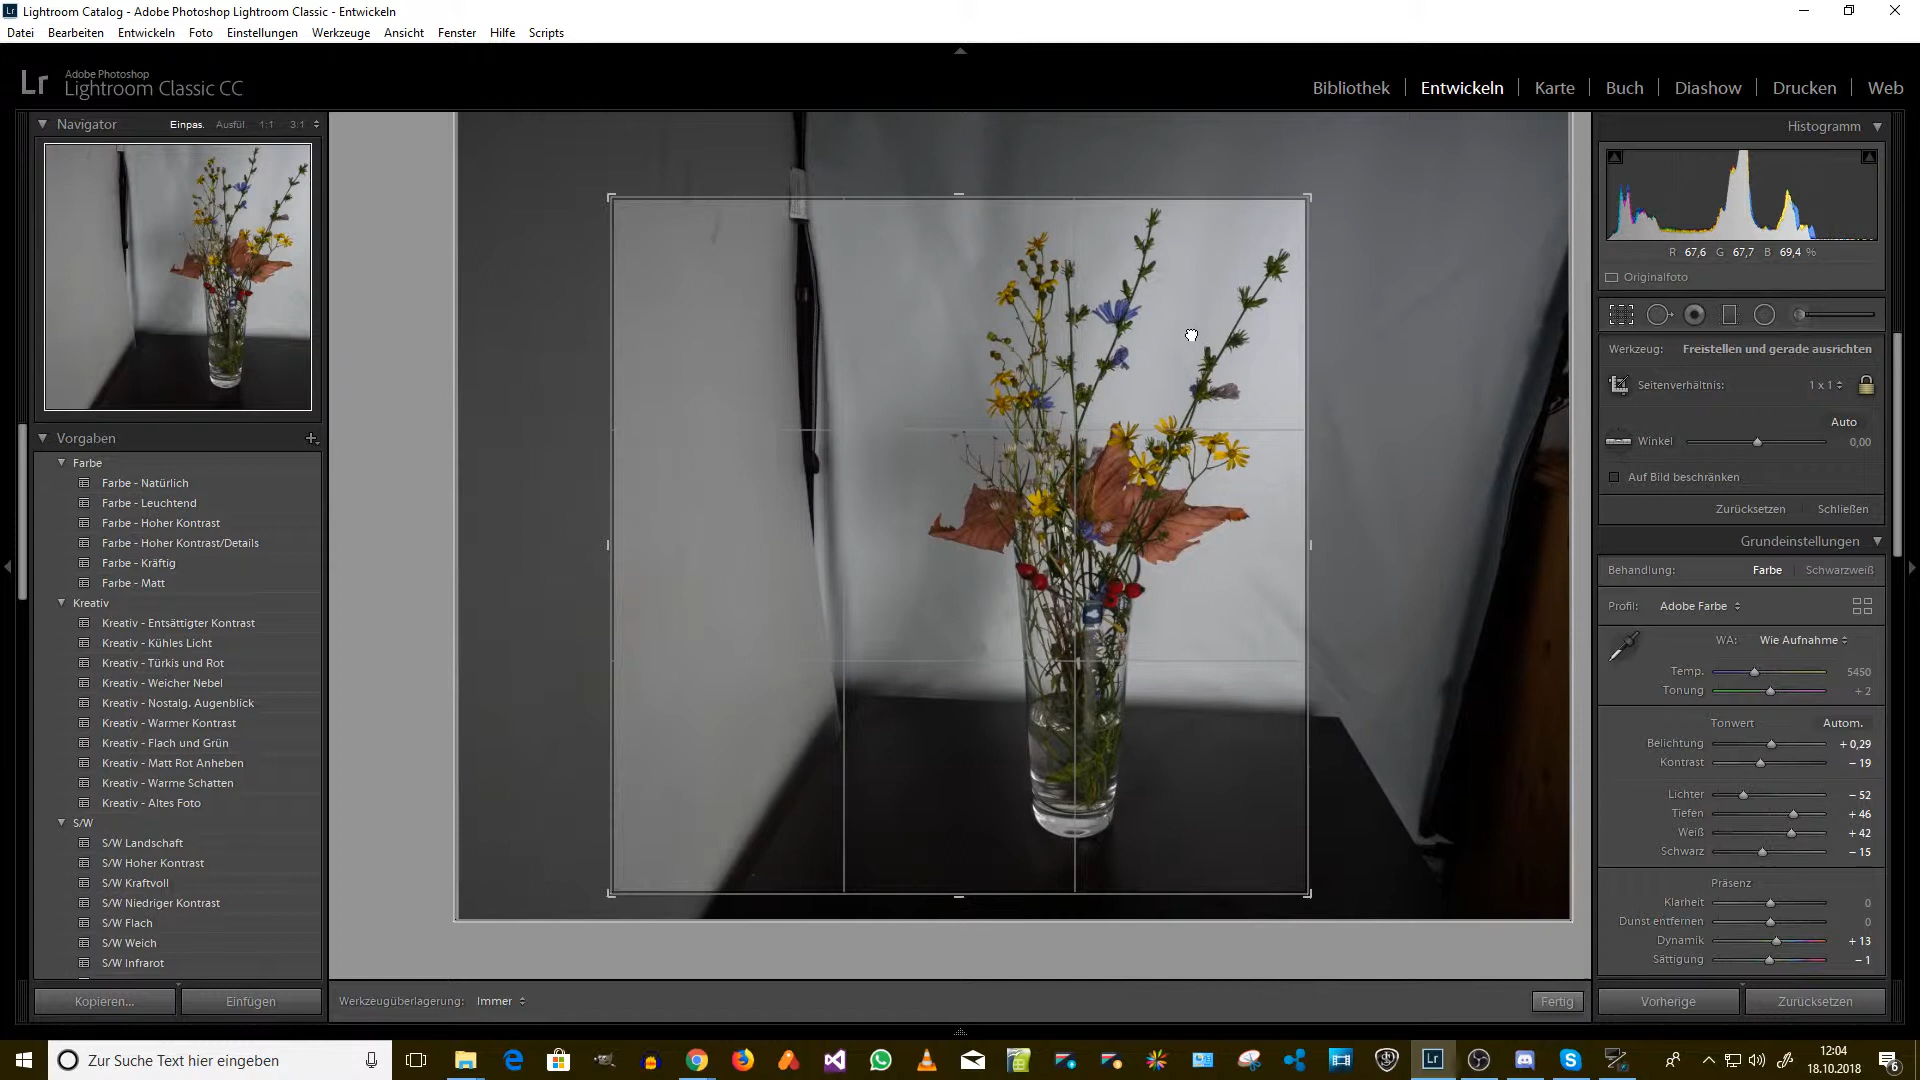 Lightroom Catalog - Adobe Photoshop Lightroom Classic - Entwickeln
Datei Bearbeiten Entwickeln Foto Einstellungen Werkzeuge Ansicht Fenster Hilfe Scripts
Lr Adobe Photoshop
Lightroom Classic CC
Bibliothek Entwickeln Karte Buch Diashow Drucken Web
Navigator Einpas. Ausfül. 1:1 3:1
Vorgaben +
Farbe
Farbe - Natürlich
Farbe - Leuchtend
Farbe - Hoher Kontrast
Farbe - Hoher Kontrast/Details
Farbe - Kräftig
Farbe - Matt
Kreativ
Kreativ - Entsättigter Kontrast
Kreativ - Kühles Licht
Kreativ - Türkis und Rot
Kreativ - Weicher Nebel
Kreativ - Nostalg. Augenblick
Kreativ - Warmer Kontrast
Kreativ - Flach und Grün
Kreativ - Matt Rot Anheben
Kreativ - Warme Schatten
Kreativ - Altes Foto
S/W
S/W Landschaft
S/W Hoher Kontrast
S/W Kraftvoll
S/W Niedriger Kontrast
S/W Flach
S/W Weich
S/W Infrarot
Kopieren... Einfügen
Werkzeugüberlagerung: Immer
Fertig
Histogramm
R 67,6 G 67,7 B 69,4 %
Originalfoto
Werkzeug: Freistellen und gerade ausrichten
Seitenverhältnis: 1 x 1
Auto
Winkel 0,00
Auf Bild beschränken
Zurücksetzen Schließen
Grundeinstellungen
Behandlung: Farbe Schwarzweiß
Profil: Adobe Farbe
WA: Wie Aufnahme
Temp. 5450
Tonung + 2
Tonwert Autom.
Belichtung + 0,29
Kontrast − 19
Lichter − 52
Tiefen + 46
Weiß + 42
Schwarz − 15
Präsenz
Klarheit 0
Dunst entfernen 0
Dynamik + 13
Sättigung − 1
Vorherige Zurücksetzen
Zur Suche Text hier eingeben
Lr
12:04
18.10.2018
6